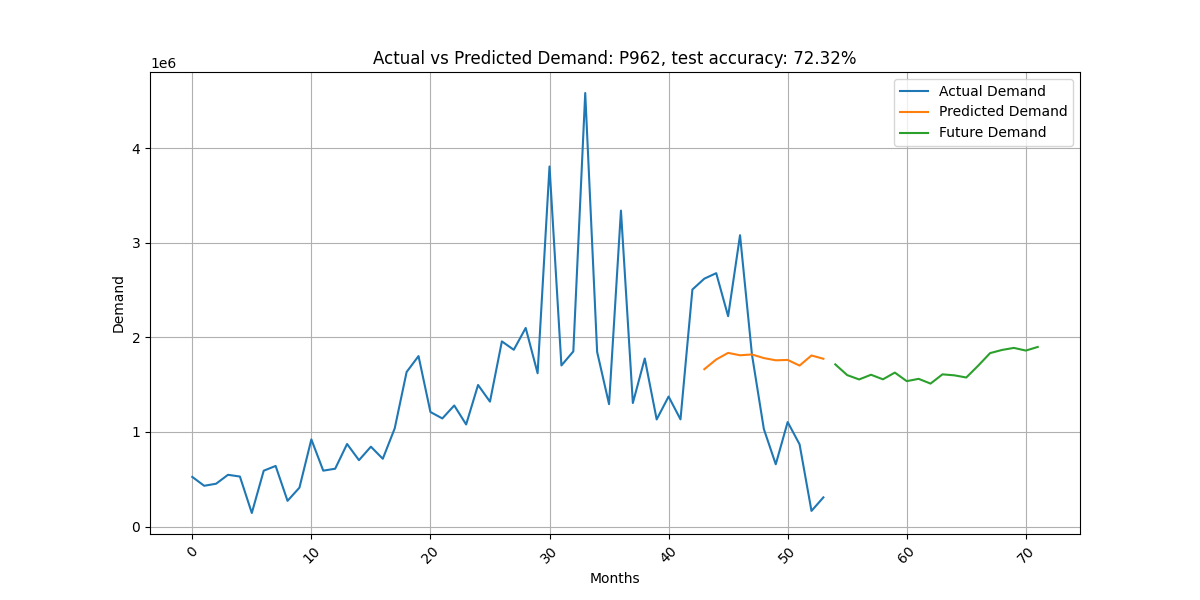 Actual vs Predicted Demand: P962, test accuracy: 72.32%
1e6
Actual Demand
Predicted Demand
Future Demand
4
3
2
1
0
Demand
0 10 20 30 40 50 60 70
Months